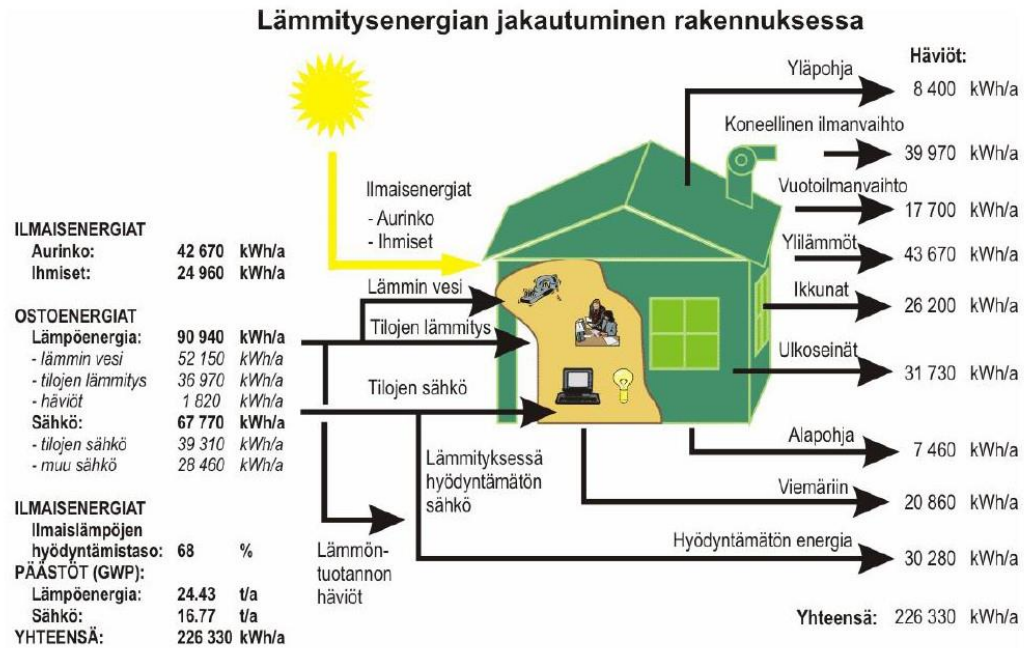 Lämmitysenergian jakautuminen rakennuksessa
ILMAISENERGIAT
Aurinko: 42 670 kWh/a
Ihmiset: 24 960 kWh/a
OSTOENERGIAT
Lämpöenergia: 90 940 kWh/a
- lämmin vesi 52 150 kWh/a
- tilojen lämmitys 36 970 kWh/a
- häviöt 1 820 kWh/a
Sähkö: 67 770 kWh/a
- tilojen sähkö 39 310 kWh/a
- muu sähkö 28 460 kWh/a
ILMAISENERGIAT
Ilmaislämpöjen
hyödyntämistaso: 68 %
PÄÄSTÖT (GWP):
Lämpöenergia: 24.43 t/a
Sähkö: 16.77 t/a
YHTEENSÄ: 226 330 kWh/a
Ilmaisenergiat
- Aurinko
- Ihmiset
Lämmin vesi
Tilojen lämmitys
Tilojen sähkö
Lämmityksessä
hyödyntämätön
sähkö
Lämmön-
tuotannon
häviöt
Häviöt:
Yläpohja 8 400 kWh/a
Koneellinen ilmanvaihto 39 970 kWh/a
Vuotoilmanvaihto 17 700 kWh/a
Ylilämmöt 43 670 kWh/a
Ikkunat 26 200 kWh/a
Ulkoseinät 31 730 kWh/a
Alapohja 7 460 kWh/a
Viemäriin 20 860 kWh/a
Hyödyntämätön energia 30 280 kWh/a
Yhteensä: 226 330 kWh/a